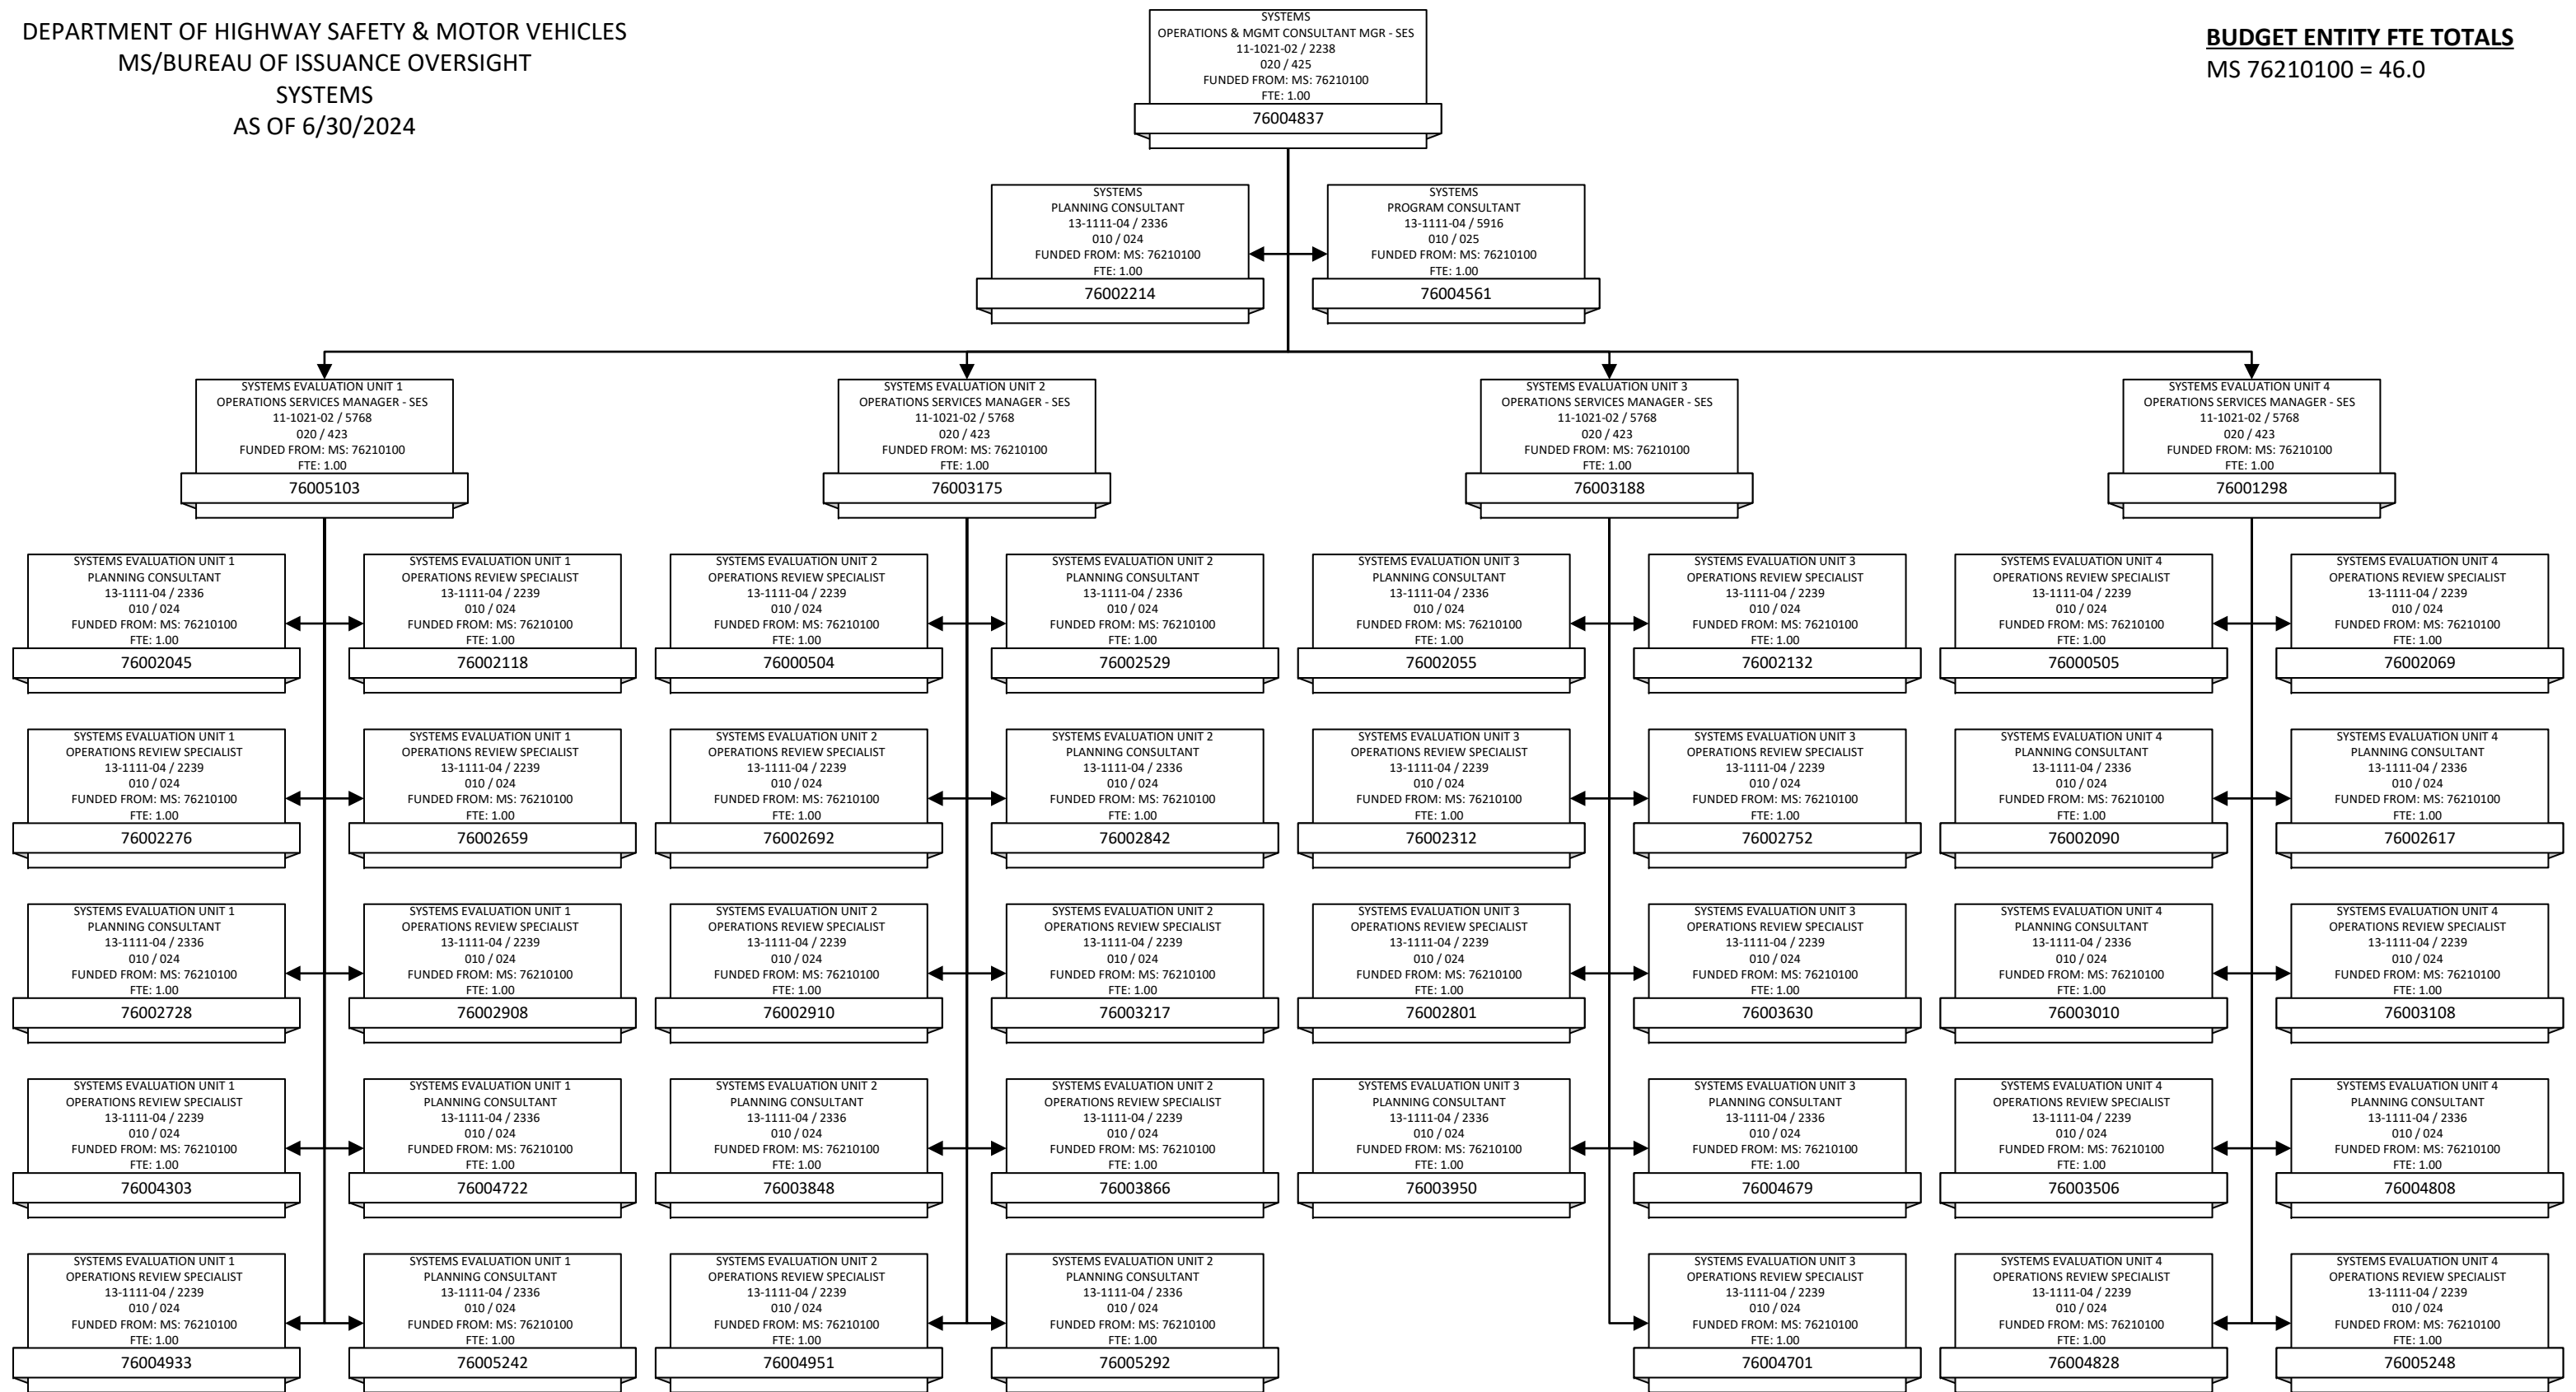 DEPARTMENT OF HIGHWAY SAFETY & MOTOR VEHICLES
MS/BUREAU OF ISSUANCE OVERSIGHT
SYSTEMS
AS OF 6/30/2024
BUDGET ENTITY FTE TOTALS
MS 76210100 = 46.0
SYSTEMS
OPERATIONS & MGMT CONSULTANT MGR - SES
11-1021-02 / 2238
020 / 425
FUNDED FROM: MS: 76210100
FTE: 1.00
76004837
SYSTEMS
PLANNING CONSULTANT
13-1111-04 / 2336
010 / 024
FUNDED FROM: MS: 76210100
FTE: 1.00
76002214
SYSTEMS
PROGRAM CONSULTANT
13-1111-04 / 5916
010 / 025
FUNDED FROM: MS: 76210100
FTE: 1.00
76004561
SYSTEMS EVALUATION UNIT 1
OPERATIONS SERVICES MANAGER - SES
11-1021-02 / 5768
020 / 423
FUNDED FROM: MS: 76210100
FTE: 1.00
76005103
SYSTEMS EVALUATION UNIT 2
OPERATIONS SERVICES MANAGER - SES
11-1021-02 / 5768
020 / 423
FUNDED FROM: MS: 76210100
FTE: 1.00
76003175
SYSTEMS EVALUATION UNIT 3
OPERATIONS SERVICES MANAGER - SES
11-1021-02 / 5768
020 / 423
FUNDED FROM: MS: 76210100
FTE: 1.00
76003188
SYSTEMS EVALUATION UNIT 4
OPERATIONS SERVICES MANAGER - SES
11-1021-02 / 5768
020 / 423
FUNDED FROM: MS: 76210100
FTE: 1.00
76001298
SYSTEMS EVALUATION UNIT 1
PLANNING CONSULTANT
13-1111-04 / 2336
010 / 024
FUNDED FROM: MS: 76210100
FTE: 1.00
76002045
SYSTEMS EVALUATION UNIT 1
OPERATIONS REVIEW SPECIALIST
13-1111-04 / 2239
010 / 024
FUNDED FROM: MS: 76210100
FTE: 1.00
76002118
SYSTEMS EVALUATION UNIT 2
OPERATIONS REVIEW SPECIALIST
13-1111-04 / 2239
010 / 024
FUNDED FROM: MS: 76210100
FTE: 1.00
76000504
SYSTEMS EVALUATION UNIT 2
PLANNING CONSULTANT
13-1111-04 / 2336
010 / 024
FUNDED FROM: MS: 76210100
FTE: 1.00
76002529
SYSTEMS EVALUATION UNIT 3
PLANNING CONSULTANT
13-1111-04 / 2336
010 / 024
FUNDED FROM: MS: 76210100
FTE: 1.00
76002055
SYSTEMS EVALUATION UNIT 3
OPERATIONS REVIEW SPECIALIST
13-1111-04 / 2239
010 / 024
FUNDED FROM: MS: 76210100
FTE: 1.00
76002132
SYSTEMS EVALUATION UNIT 4
OPERATIONS REVIEW SPECIALIST
13-1111-04 / 2239
010 / 024
FUNDED FROM: MS: 76210100
FTE: 1.00
76000505
SYSTEMS EVALUATION UNIT 4
OPERATIONS REVIEW SPECIALIST
13-1111-04 / 2239
010 / 024
FUNDED FROM: MS: 76210100
FTE: 1.00
76002069
SYSTEMS EVALUATION UNIT 1
OPERATIONS REVIEW SPECIALIST
13-1111-04 / 2239
010 / 024
FUNDED FROM: MS: 76210100
FTE: 1.00
76002276
SYSTEMS EVALUATION UNIT 1
OPERATIONS REVIEW SPECIALIST
13-1111-04 / 2239
010 / 024
FUNDED FROM: MS: 76210100
FTE: 1.00
76002659
SYSTEMS EVALUATION UNIT 2
OPERATIONS REVIEW SPECIALIST
13-1111-04 / 2239
010 / 024
FUNDED FROM: MS: 76210100
FTE: 1.00
76002692
SYSTEMS EVALUATION UNIT 2
PLANNING CONSULTANT
13-1111-04 / 2336
010 / 024
FUNDED FROM: MS: 76210100
FTE: 1.00
76002842
SYSTEMS EVALUATION UNIT 3
OPERATIONS REVIEW SPECIALIST
13-1111-04 / 2239
010 / 024
FUNDED FROM: MS: 76210100
FTE: 1.00
76002312
SYSTEMS EVALUATION UNIT 3
OPERATIONS REVIEW SPECIALIST
13-1111-04 / 2239
010 / 024
FUNDED FROM: MS: 76210100
FTE: 1.00
76002752
SYSTEMS EVALUATION UNIT 4
PLANNING CONSULTANT
13-1111-04 / 2336
010 / 024
FUNDED FROM: MS: 76210100
FTE: 1.00
76002090
SYSTEMS EVALUATION UNIT 4
PLANNING CONSULTANT
13-1111-04 / 2336
010 / 024
FUNDED FROM: MS: 76210100
FTE: 1.00
76002617
SYSTEMS EVALUATION UNIT 1
PLANNING CONSULTANT
13-1111-04 / 2336
010 / 024
FUNDED FROM: MS: 76210100
FTE: 1.00
76002728
SYSTEMS EVALUATION UNIT 1
OPERATIONS REVIEW SPECIALIST
13-1111-04 / 2239
010 / 024
FUNDED FROM: MS: 76210100
FTE: 1.00
76002908
SYSTEMS EVALUATION UNIT 2
OPERATIONS REVIEW SPECIALIST
13-1111-04 / 2239
010 / 024
FUNDED FROM: MS: 76210100
FTE: 1.00
76002910
SYSTEMS EVALUATION UNIT 2
OPERATIONS REVIEW SPECIALIST
13-1111-04 / 2239
010 / 024
FUNDED FROM: MS: 76210100
FTE: 1.00
76003217
SYSTEMS EVALUATION UNIT 3
OPERATIONS REVIEW SPECIALIST
13-1111-04 / 2239
010 / 024
FUNDED FROM: MS: 76210100
FTE: 1.00
76002801
SYSTEMS EVALUATION UNIT 3
OPERATIONS REVIEW SPECIALIST
13-1111-04 / 2239
010 / 024
FUNDED FROM: MS: 76210100
FTE: 1.00
76003630
SYSTEMS EVALUATION UNIT 4
PLANNING CONSULTANT
13-1111-04 / 2336
010 / 024
FUNDED FROM: MS: 76210100
FTE: 1.00
76003010
SYSTEMS EVALUATION UNIT 4
OPERATIONS REVIEW SPECIALIST
13-1111-04 / 2239
010 / 024
FUNDED FROM: MS: 76210100
FTE: 1.00
76003108
SYSTEMS EVALUATION UNIT 1
OPERATIONS REVIEW SPECIALIST
13-1111-04 / 2239
010 / 024
FUNDED FROM: MS: 76210100
FTE: 1.00
76004303
SYSTEMS EVALUATION UNIT 1
PLANNING CONSULTANT
13-1111-04 / 2336
010 / 024
FUNDED FROM: MS: 76210100
FTE: 1.00
76004722
SYSTEMS EVALUATION UNIT 2
PLANNING CONSULTANT
13-1111-04 / 2336
010 / 024
FUNDED FROM: MS: 76210100
FTE: 1.00
76003848
SYSTEMS EVALUATION UNIT 2
OPERATIONS REVIEW SPECIALIST
13-1111-04 / 2239
010 / 024
FUNDED FROM: MS: 76210100
FTE: 1.00
76003866
SYSTEMS EVALUATION UNIT 3
PLANNING CONSULTANT
13-1111-04 / 2336
010 / 024
FUNDED FROM: MS: 76210100
FTE: 1.00
76003950
SYSTEMS EVALUATION UNIT 3
PLANNING CONSULTANT
13-1111-04 / 2336
010 / 024
FUNDED FROM: MS: 76210100
FTE: 1.00
76004679
SYSTEMS EVALUATION UNIT 4
OPERATIONS REVIEW SPECIALIST
13-1111-04 / 2239
010 / 024
FUNDED FROM: MS: 76210100
FTE: 1.00
76003506
SYSTEMS EVALUATION UNIT 4
PLANNING CONSULTANT
13-1111-04 / 2336
010 / 024
FUNDED FROM: MS: 76210100
FTE: 1.00
76004808
SYSTEMS EVALUATION UNIT 1
OPERATIONS REVIEW SPECIALIST
13-1111-04 / 2239
010 / 024
FUNDED FROM: MS: 76210100
FTE: 1.00
76004933
SYSTEMS EVALUATION UNIT 1
PLANNING CONSULTANT
13-1111-04 / 2336
010 / 024
FUNDED FROM: MS: 76210100
FTE: 1.00
76005242
SYSTEMS EVALUATION UNIT 2
OPERATIONS REVIEW SPECIALIST
13-1111-04 / 2239
010 / 024
FUNDED FROM: MS: 76210100
FTE: 1.00
76004951
SYSTEMS EVALUATION UNIT 2
PLANNING CONSULTANT
13-1111-04 / 2336
010 / 024
FUNDED FROM: MS: 76210100
FTE: 1.00
76005292
SYSTEMS EVALUATION UNIT 3
OPERATIONS REVIEW SPECIALIST
13-1111-04 / 2239
010 / 024
FUNDED FROM: MS: 76210100
FTE: 1.00
76004701
SYSTEMS EVALUATION UNIT 4
OPERATIONS REVIEW SPECIALIST
13-1111-04 / 2239
010 / 024
FUNDED FROM: MS: 76210100
FTE: 1.00
76004828
SYSTEMS EVALUATION UNIT 4
OPERATIONS REVIEW SPECIALIST
13-1111-04 / 2239
010 / 024
FUNDED FROM: MS: 76210100
FTE: 1.00
76005248